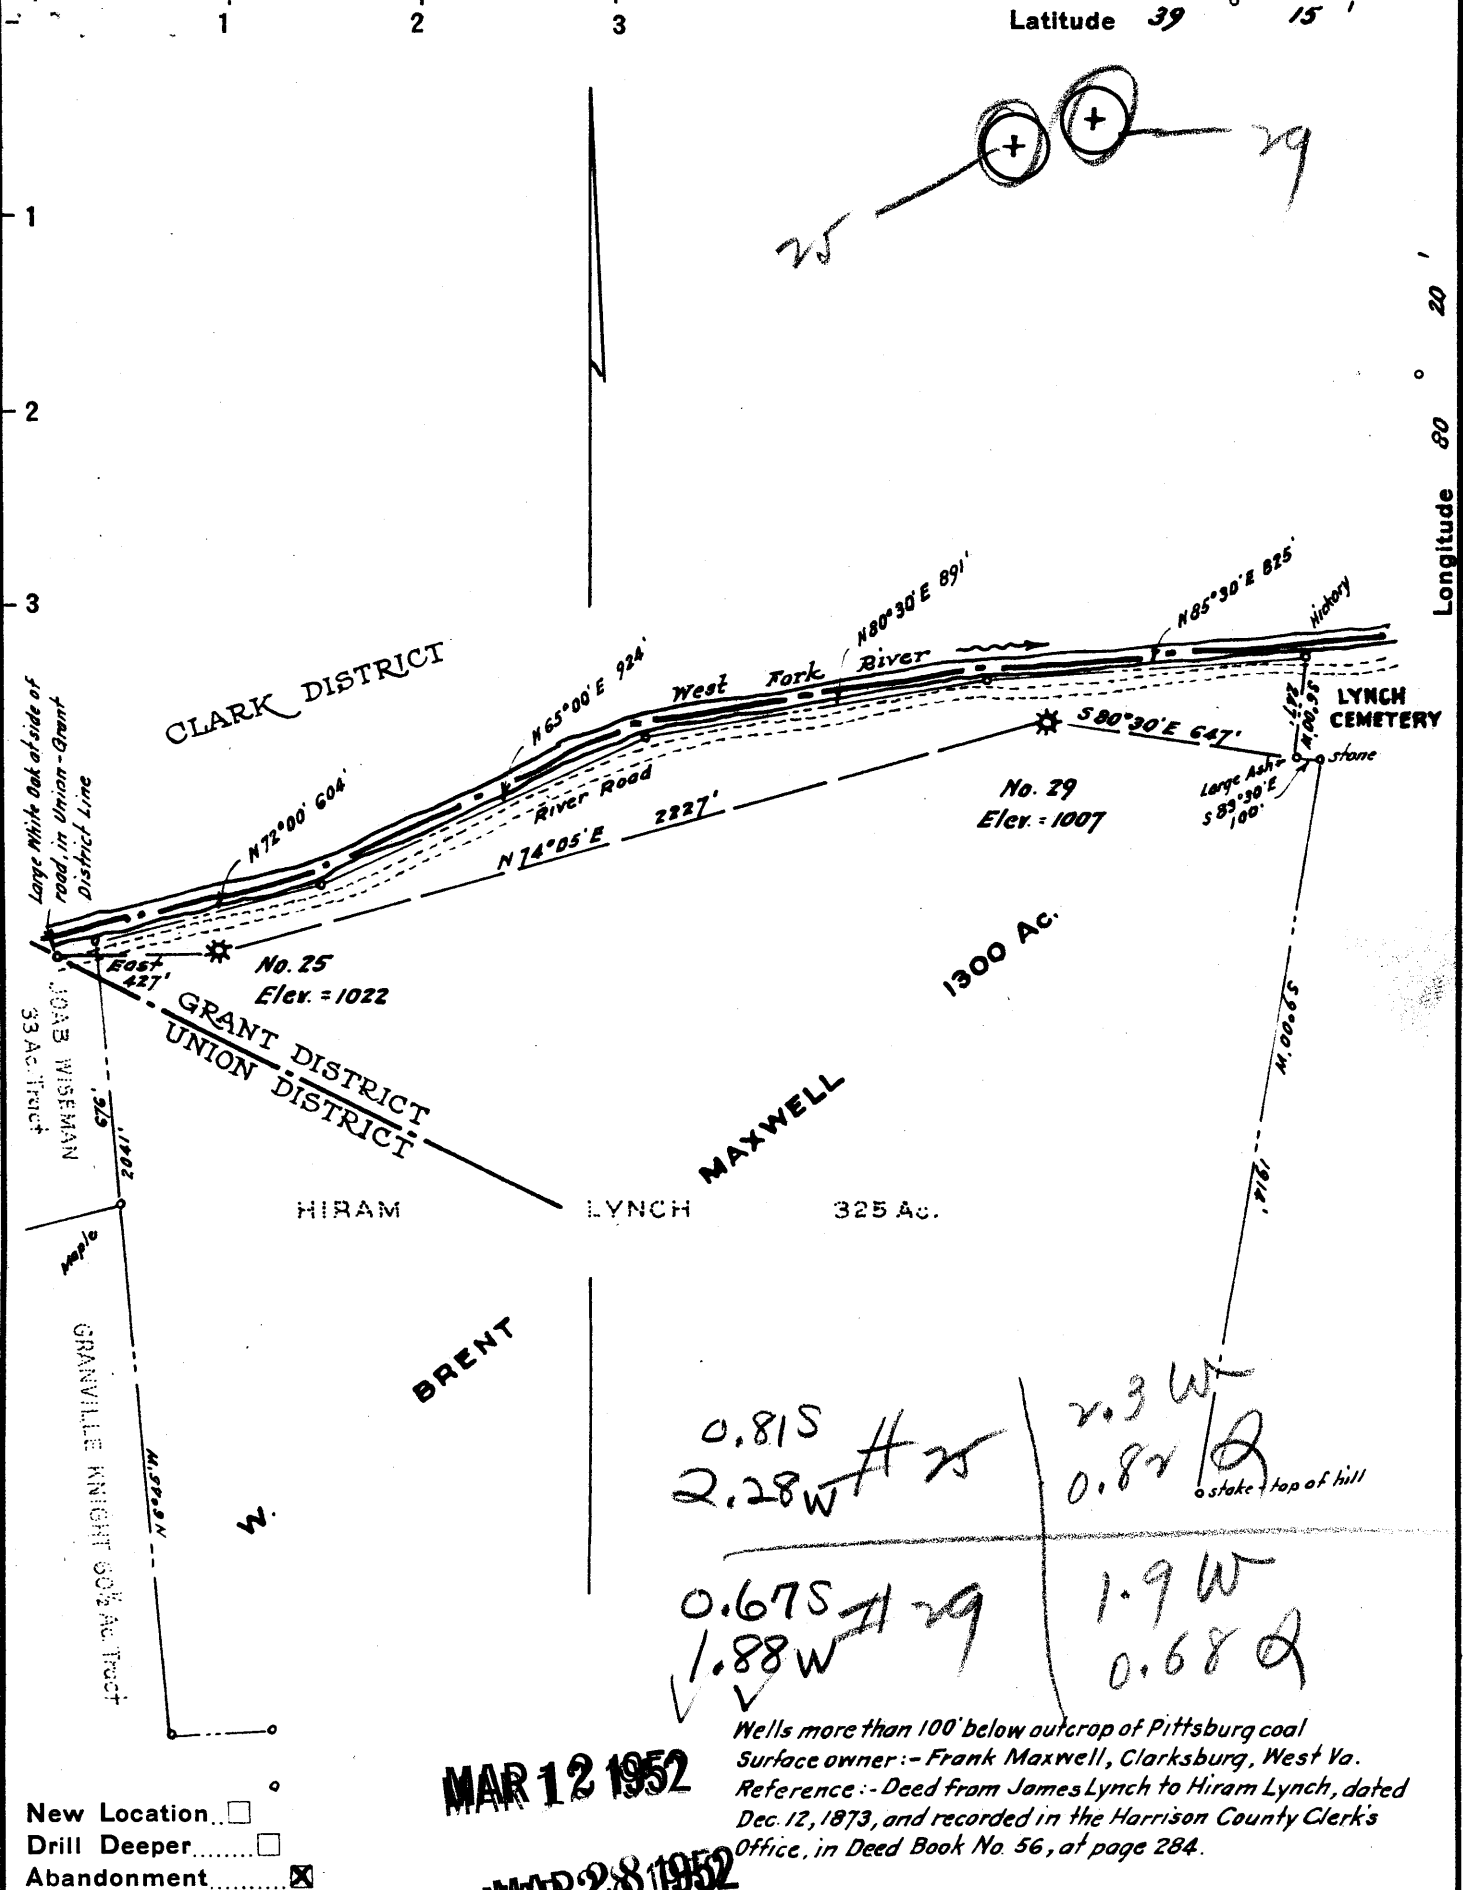 1 2 3
Latitude 39° 15'
29
25
1
2
3
Longitude 80° 20'
CLARK DISTRICT
Large White Oak at side of
road, in Union-Grant
District Line
N 72°00' 604'
N 65°00' E 924'
N 80°30' E 891'
N 85°30' E 825'
Hickory
West Fork River
River Road
N 74°05' E 2227'
S 80°30' E 647'
S 6°00' W
247'
LYNCH
CEMETERY
Stone
Large Ash
S 83°30' E
100'
No. 29
Elev. = 1007
East
427'
No. 25
Elev. = 1022
GRANT DISTRICT
UNION DISTRICT
JOAB WISEMAN
33 Ac. Tract
675'
2041'
1300 Ac.
S 9°00' W
1914'
MAXWELL
HIRAM LYNCH 325 Ac.
Maple
BRENT
W.
GRANVILLE KNIGHT 60½ Ac. Tract
0.81S
2.28W # 25
2.3 W
0.82
stake - top of hill
0.67S
1.88W # 29
1.9 W
0.68
Wells more than 100' below outcrop of Pittsburg coal
Surface owner:- Frank Maxwell, Clarksburg, West Va.
Reference:- Deed from James Lynch to Hiram Lynch, dated
Dec. 12, 1873, and recorded in the Harrison County Clerk's
Office, in Deed Book No. 56, at page 284.
MAR 12 1952
MAR 28 1952
New Location..
Drill Deeper........
Abandonment..........X